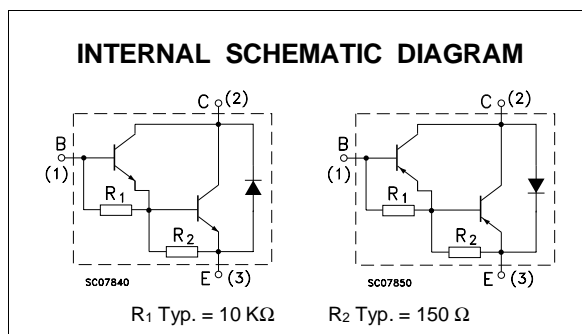 INTERNAL SCHEMATIC DIAGRAM
C (2)
B
(1)
R1
R2
SC07840
E (3)
C (2)
B
(1)
R1
R2
SC07850
E (3)
R1 Typ. = 10 KΩ R2 Typ. = 150 Ω